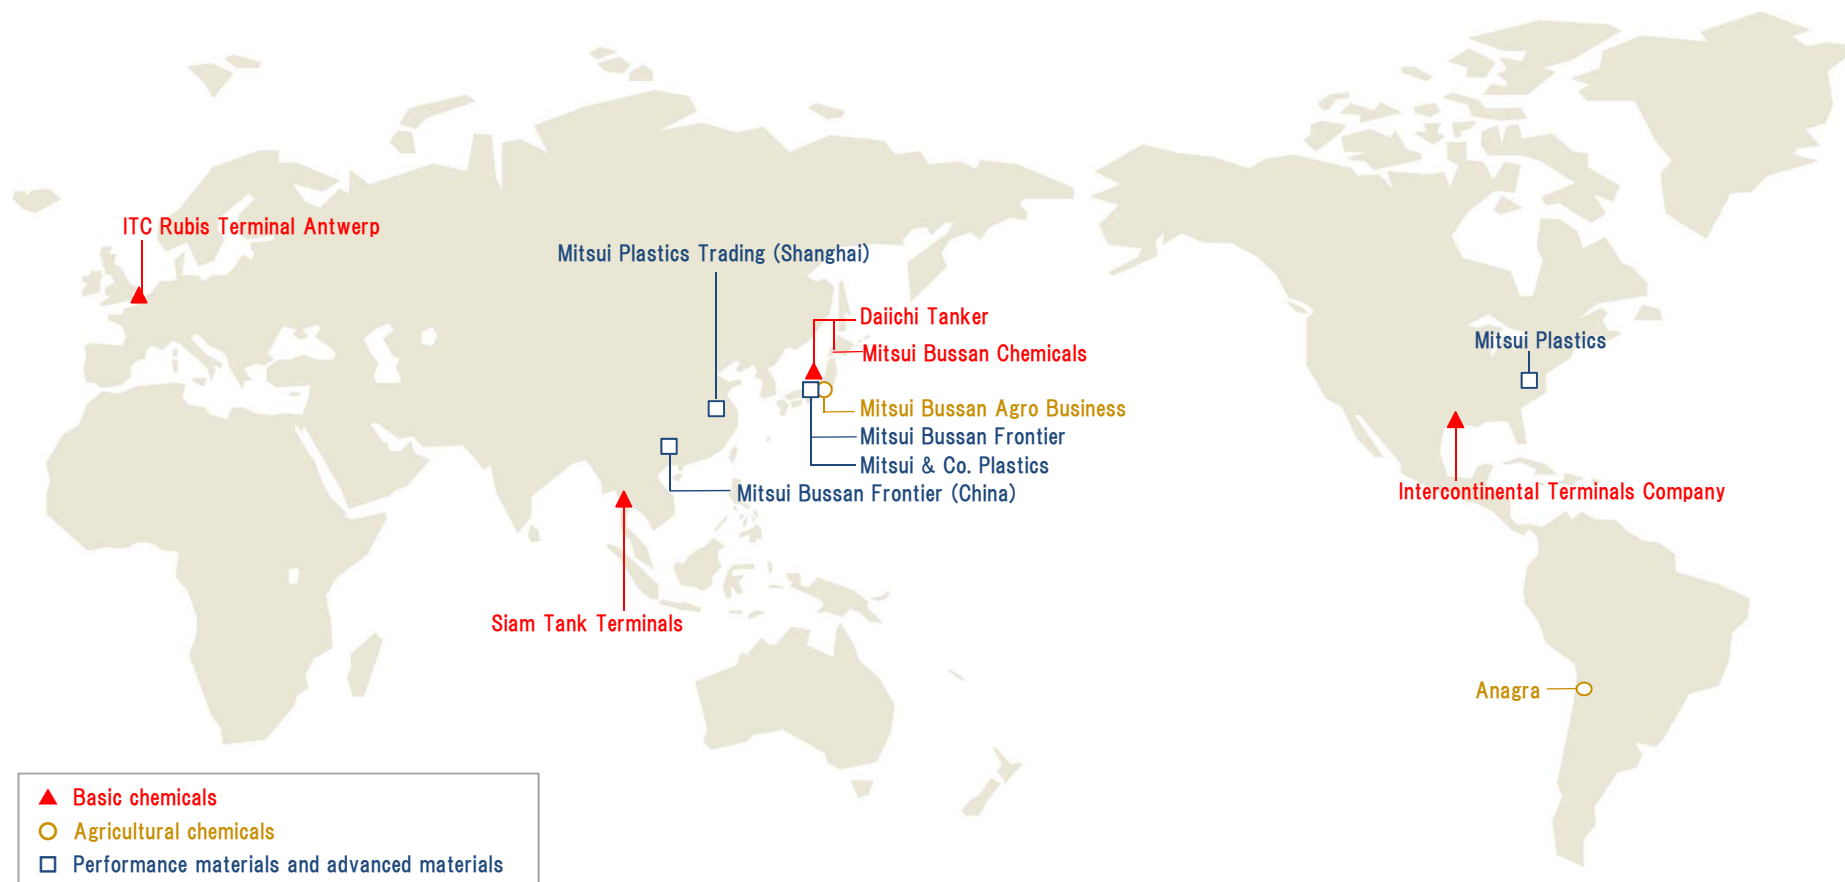 ITC Rubis Terminal Antwerp
Mitsui Plastics Trading (Shanghai)
Daiichi Tanker
Mitsui Plastics
Mitsui Bussan Chemicals
Mitsui Bussan Agro Business
Mitsui Bussan Frontier
Mitsui & Co. Plastics
Mitsui Bussan Frontier (China)
Intercontinental Terminals Company
Siam Tank Terminals
Anagra
Basic chemicals
Agricultural chemicals
Performance materials and advanced materials